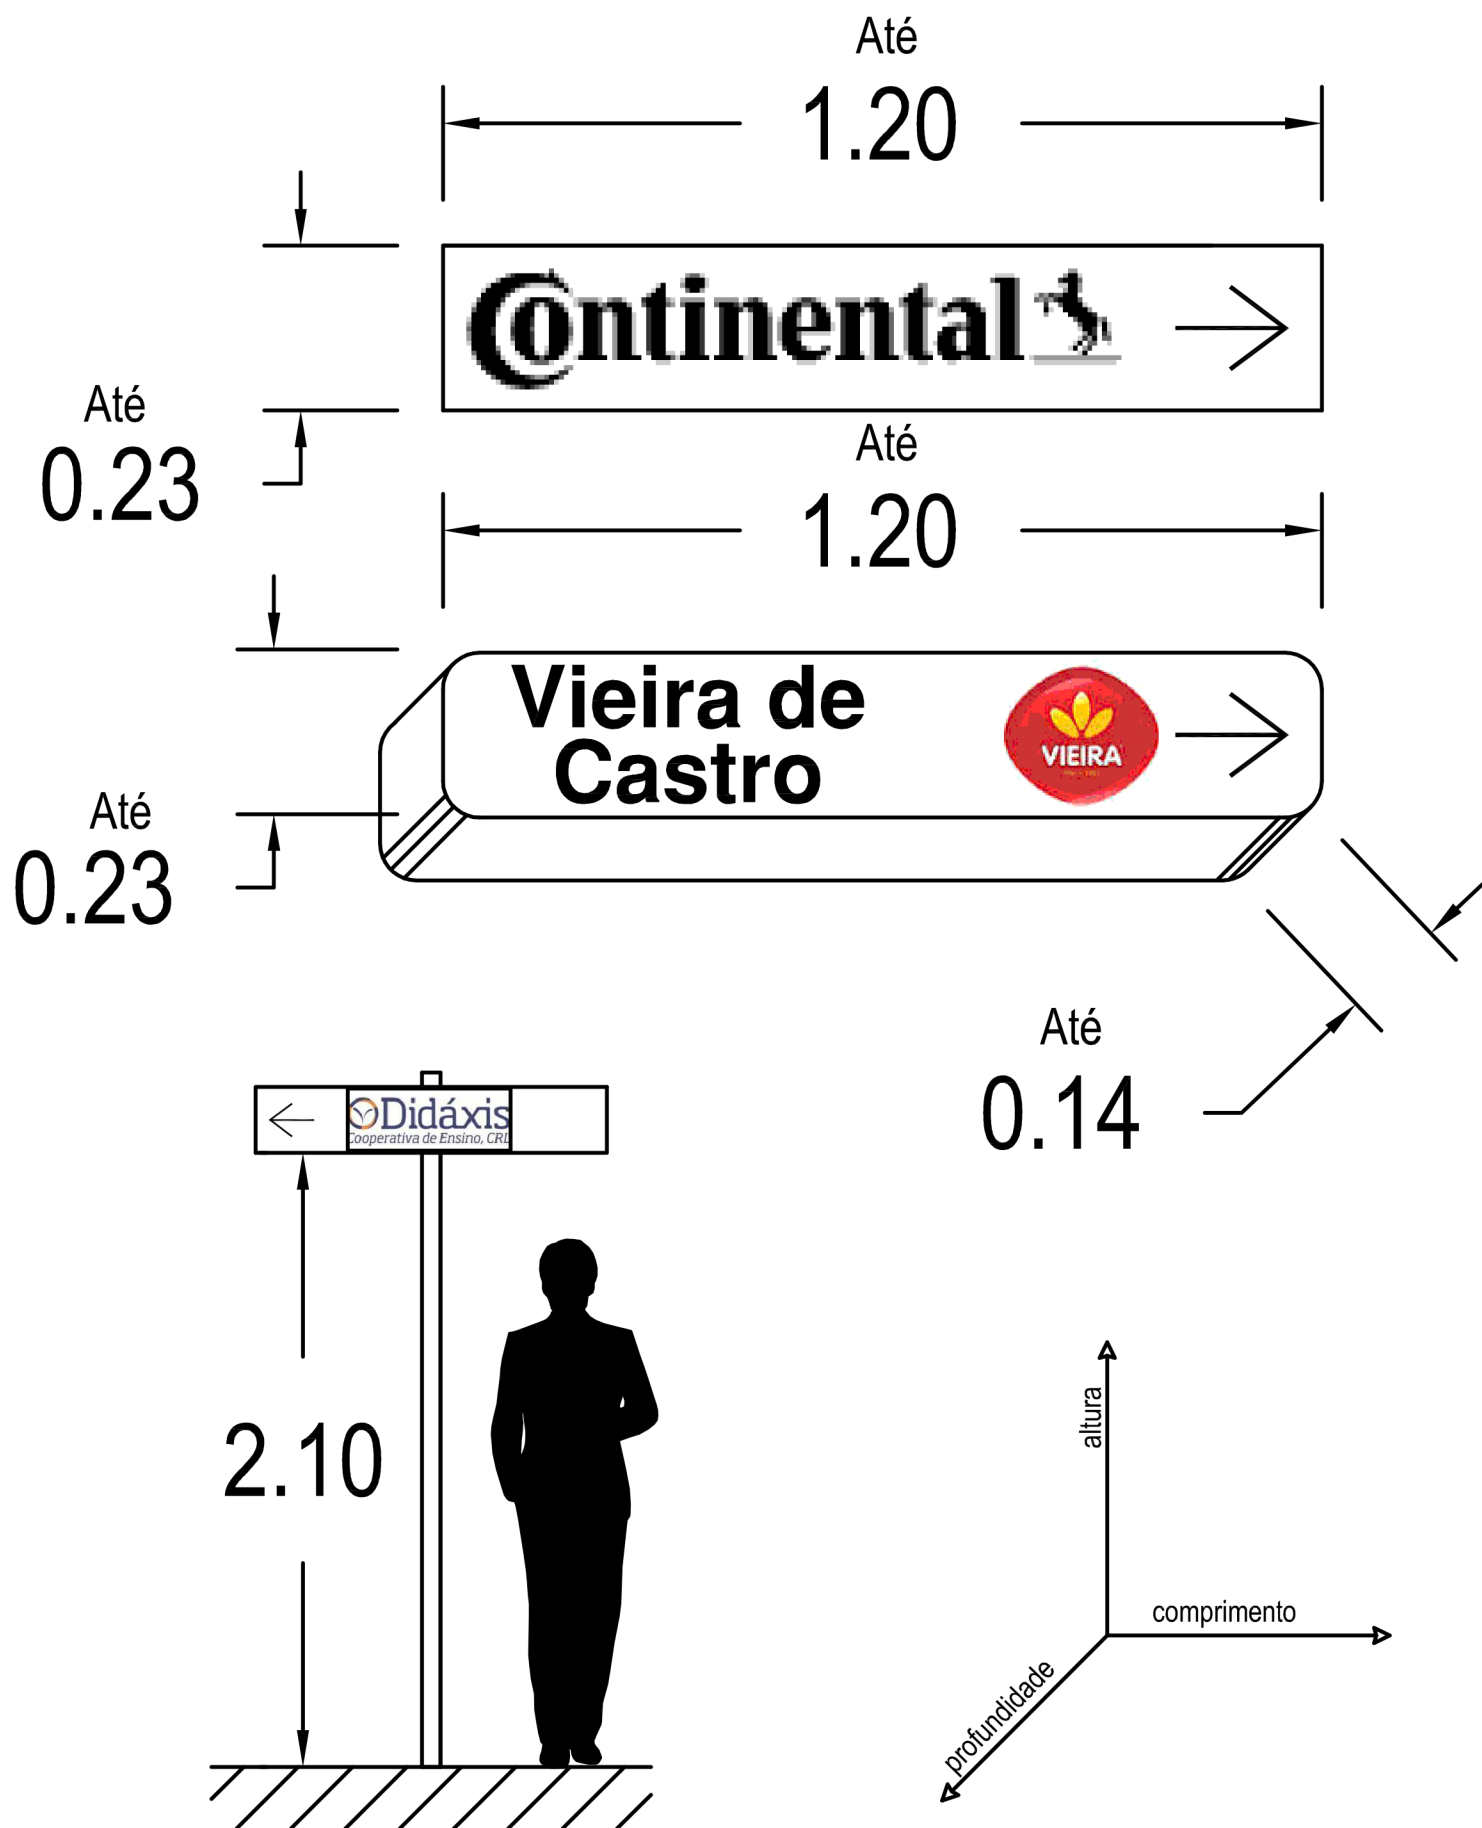 Até
1.20
Continental
Até
0.23
Até
1.20
Vieira de
Castro
VIEIRA
Até
0.23
Até
0.14
Didáxis
Cooperativa de Ensino, CRL
2.10
altura
comprimento
profundidade